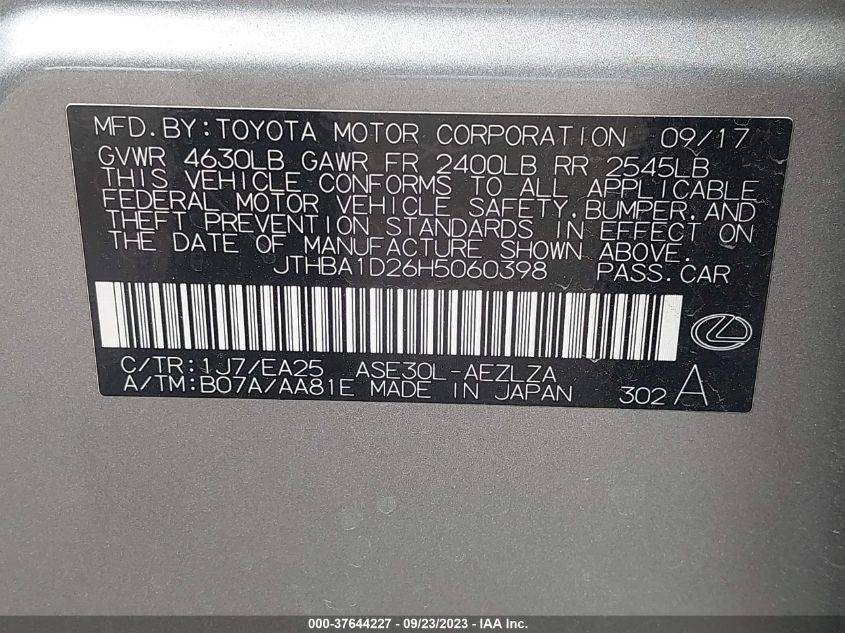 MFD.BY:TOYOTA MOTOR CORPORATION 09/17
GVWR 4630LB GAWR FR 2400LB RR 2545LB
THIS VEHICLE CONFORMS TO ALL APPLICABLE
FEDERAL MOTOR VEHICLE SAFETY,BUMPER,AND
THEFT PREVENTION STANDARDS IN EFFECT ON
THE DATE OF MANUFACTURE SHOWN ABOVE.
JTHBA1D26H5060398 PASS.CAR
C/TR:1J7/EA25 ASE30L-AEZLZA
A/TM:B07A/AA81E MADE IN JAPAN 302 A
000-37644227 - 09/23/2023 - IAA Inc.